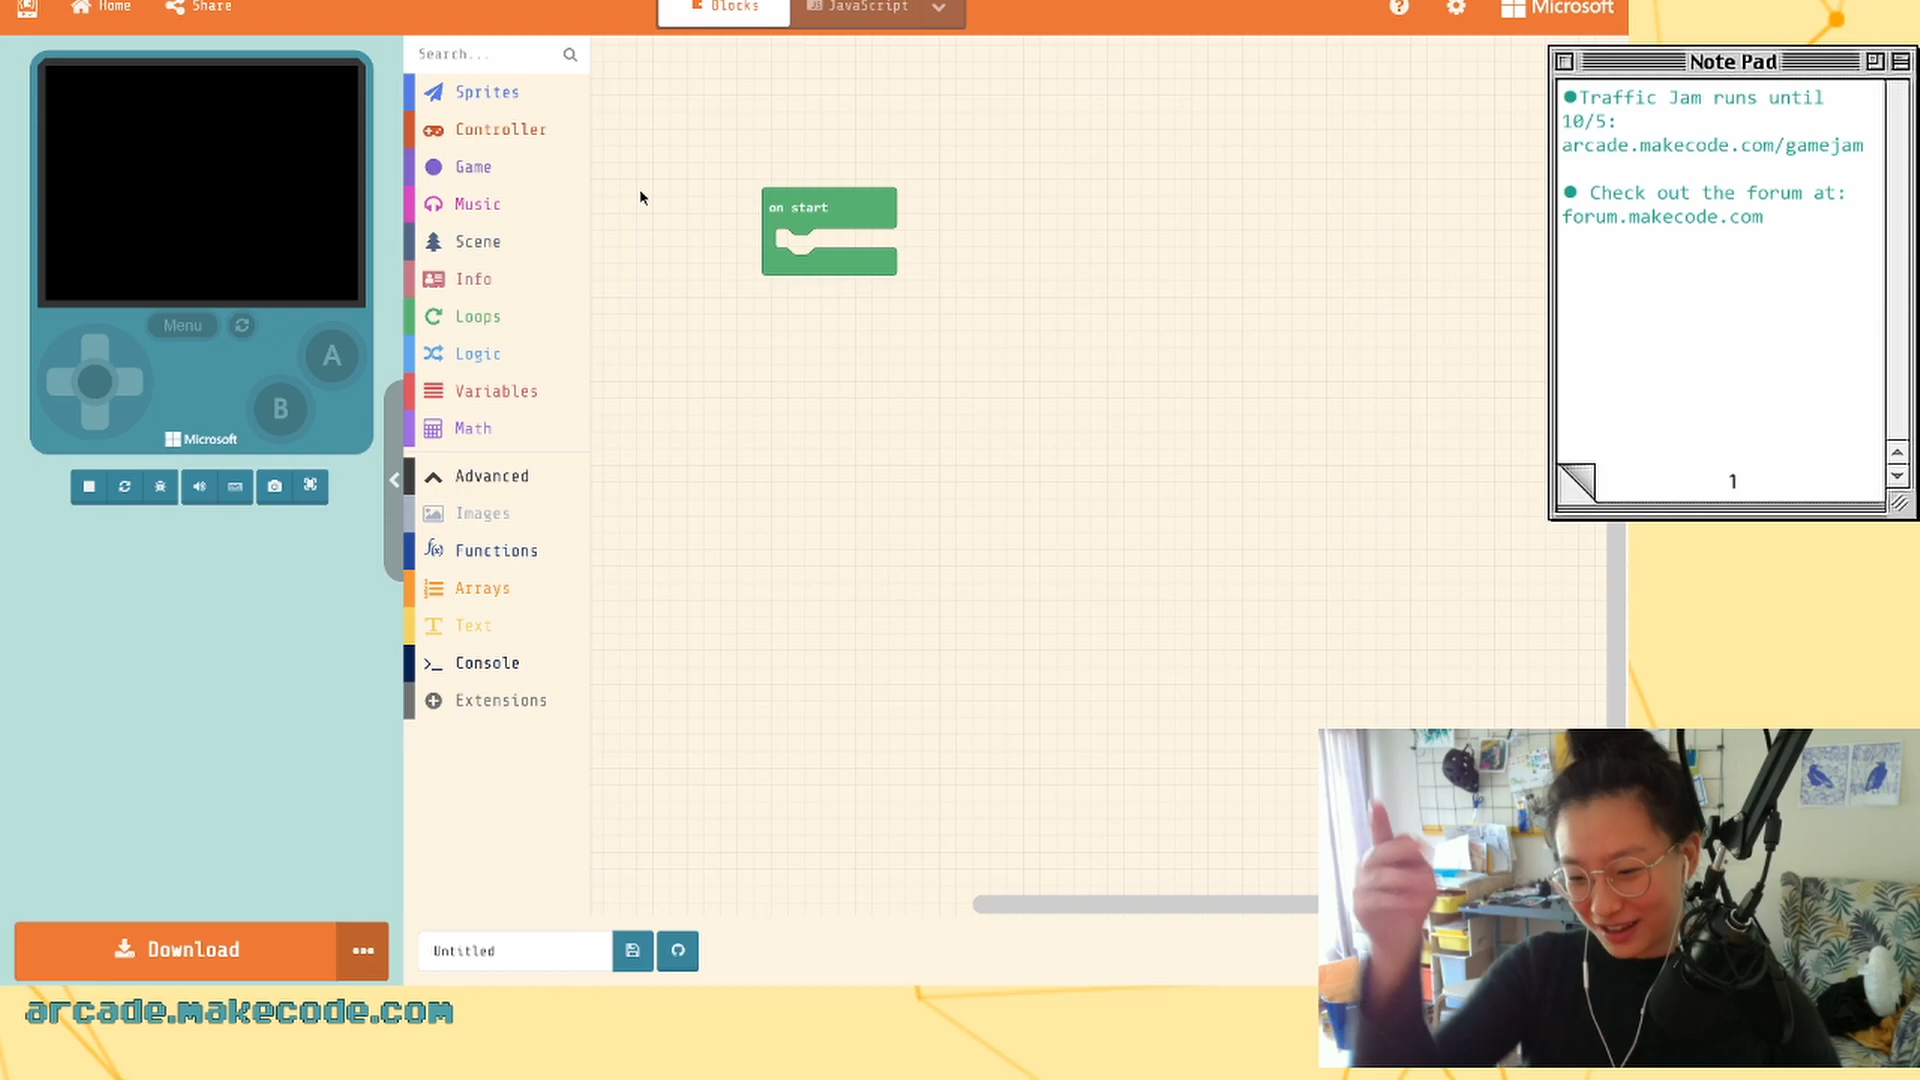 Home
Share
Blocks
JavaScript
Microsoft
Search...
Sprites
Controller
Game
Music
Scene
Info
Loops
Logic
Variables
Math
Advanced
Images
Functions
Arrays
Text
Console
Extensions
on start
Menu
A
B
Microsoft
Download
Untitled
Note Pad
Traffic Jam runs until
10/5:
arcade.makecode.com/gamejam
Check out the forum at:
forum.makecode.com
1
arcade.makecode.com